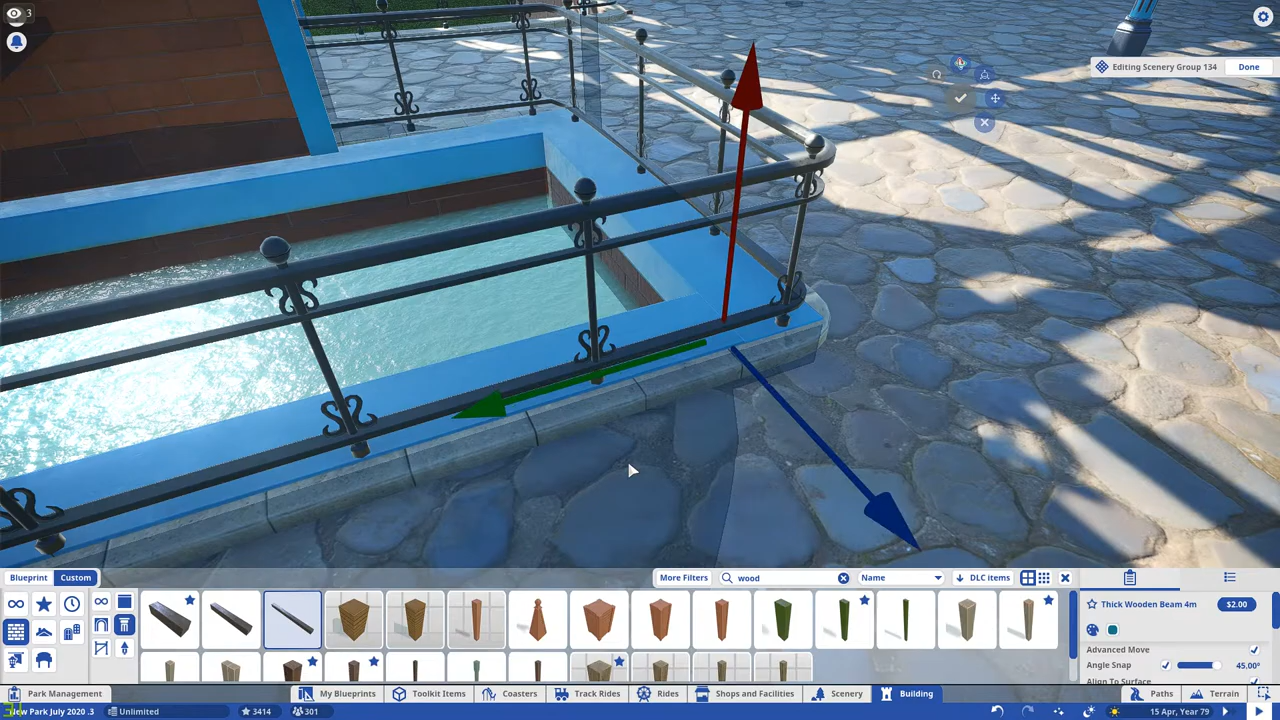 3
Editing Scenery Group 134
Done
Blueprint
Custom
More Filters
wood
Name
DLC items
Thick Wooden Beam 4m
$2.00
Advanced Move
Angle Snap
45.00°
Align To Surface
Park Management
My Blueprints
Toolkit Items
Coasters
Track Rides
Rides
Shops and Facilities
Scenery
Building
Paths
Terrain
New Park July 2020 .3
Unlimited
3414
301
15 Apr, Year 79